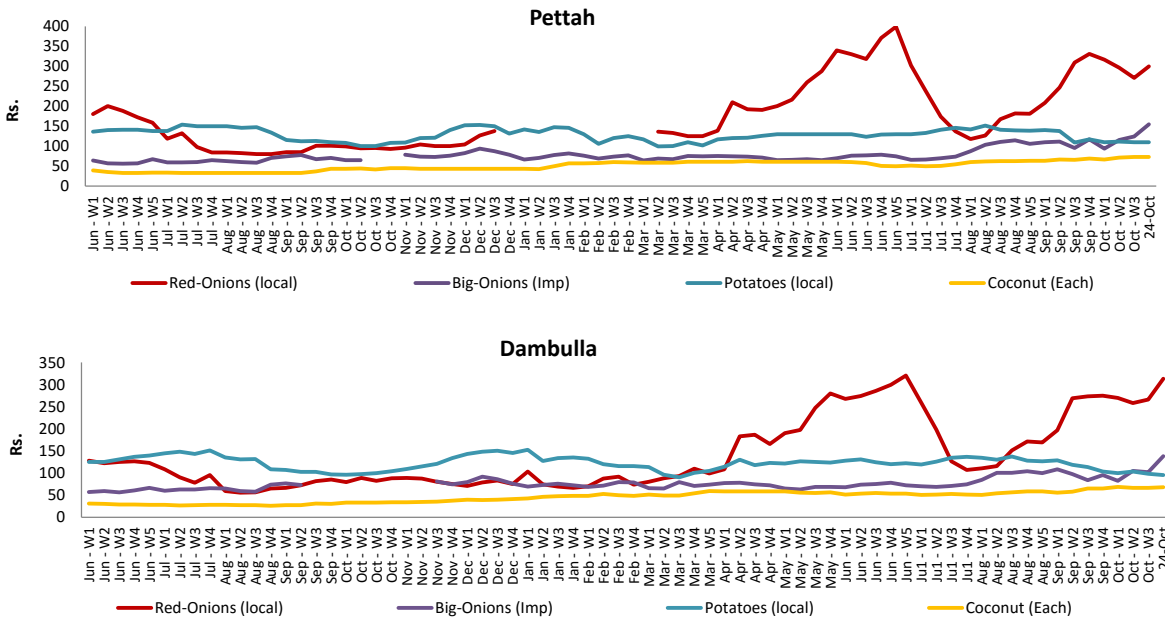 Pettah
Rs.
400
350
300
250
200
150
100
50
0
Jun - W1
Jun - W2
Jun - W3
Jun - W4
Jun - W5
Jul - W1
Jul - W2
Jul - W3
Jul - W4
Aug - W1
Aug - W2
Aug - W3
Aug - W4
Sep - W1
Sep - W2
Sep - W3
Sep - W4
Oct - W1
Oct - W2
Oct - W3
Oct - W4
Nov - W1
Nov - W2
Nov - W3
Nov - W4
Dec - W1
Dec - W2
Dec - W3
Dec - W4
Jan - W1
Jan - W2
Jan - W3
Jan - W4
Feb - W1
Feb - W2
Feb - W3
Feb - W4
Mar - W1
Mar - W2
Mar - W3
Mar - W4
Mar - W5
Apr - W1
Apr - W2
Apr - W3
Apr - W4
May - W1
May - W2
May - W3
May - W4
Jun - W1
Jun - W2
Jun - W3
Jun - W4
Jun - W5
Jul - W1
Jul - W2
Jul - W3
Jul - W4
Aug - W1
Aug - W2
Aug - W3
Aug - W4
Aug - W5
Sep - W1
Sep - W2
Sep - W3
Sep - W4
Oct - W1
Oct - W2
Oct - W3
24-Oct
Red-Onions (local) Big-Onions (Imp) Potatoes (local) Coconut (Each)
Dambulla
Rs.
350
300
250
200
150
100
50
0
Jun - W1
Jun - W2
Jun - W3
Jun - W4
Jun - W5
Jul - W1
Jul - W2
Jul - W3
Jul - W4
Aug - W1
Aug - W2
Aug - W3
Aug - W4
Sep - W1
Sep - W2
Sep - W3
Sep - W4
Oct - W1
Oct - W2
Oct - W3
Oct - W4
Nov - W1
Nov - W2
Nov - W3
Nov - W4
Dec - W1
Dec - W2
Dec - W3
Dec - W4
Jan - W1
Jan - W2
Jan - W3
Jan - W4
Feb - W1
Feb - W2
Feb - W3
Feb - W4
Mar - W1
Mar - W2
Mar - W3
Mar - W4
Mar - W5
Apr - W1
Apr - W2
Apr - W3
Apr - W4
May - W1
May - W2
May - W3
May - W4
Jun - W1
Jun - W2
Jun - W3
Jun - W4
Jun - W5
Jul - W1
Jul - W2
Jul - W3
Jul - W4
Aug - W1
Aug - W2
Aug - W3
Aug - W4
Aug - W5
Sep - W1
Sep - W2
Sep - W3
Sep - W4
Oct - W1
Oct - W2
Oct - W3
24-Oct
Red-Onions (local) Big-Onions (Imp) Potatoes (local) Coconut (Each)